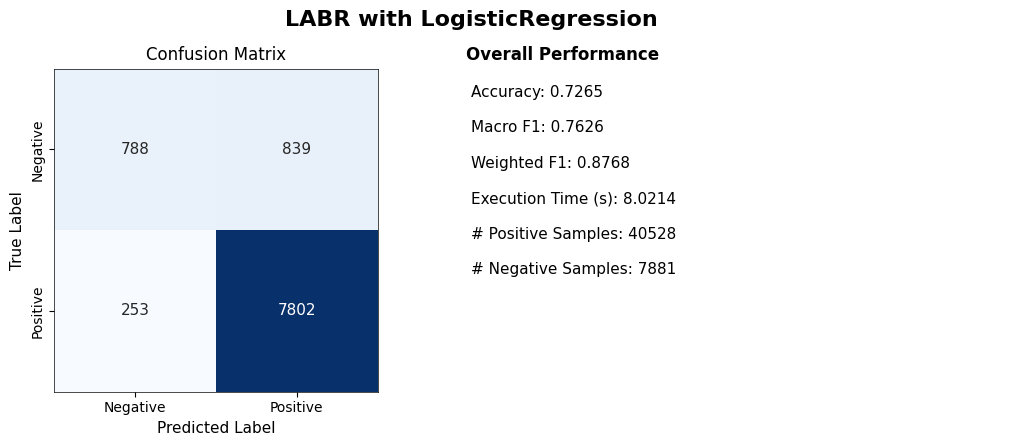 LABR with LogisticRegression
Confusion Matrix
True Label
Negative
788 839
Positive
253 7802
Negative Positive
Predicted Label
Overall Performance
Accuracy: 0.7265
Macro F1: 0.7626
Weighted F1: 0.8768
Execution Time (s): 8.0214
# Positive Samples: 40528
# Negative Samples: 7881